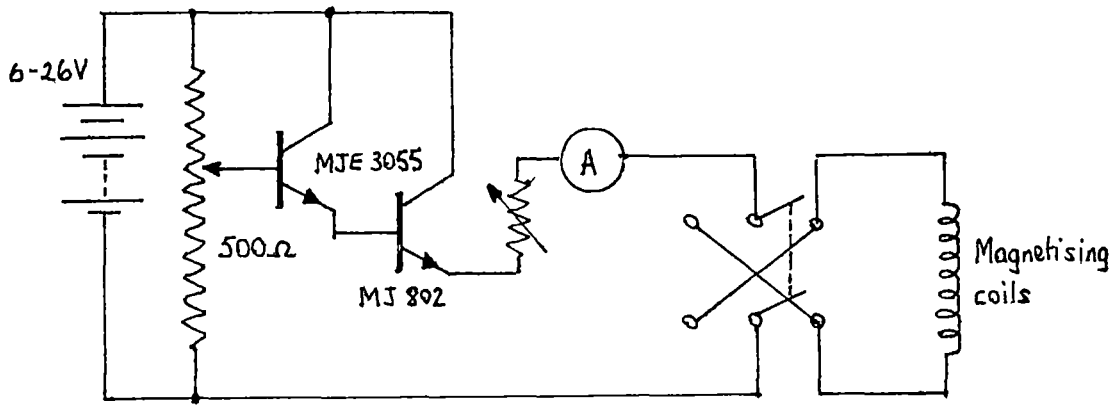 6-26V
MJE 3055
A
500Ω
MJ 802
Magnetising
coils